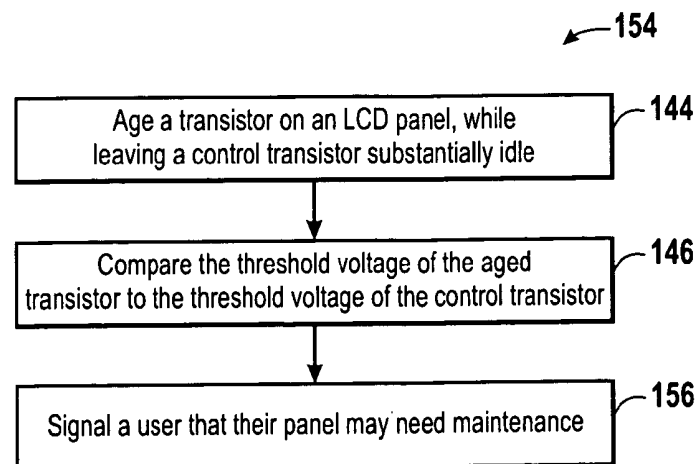 154
Age a transistor on an LCD panel, while
leaving a control transistor substantially idle
144
Compare the threshold voltage of the aged
transistor to the threshold voltage of the control transistor
146
Signal a user that their panel may need maintenance
156